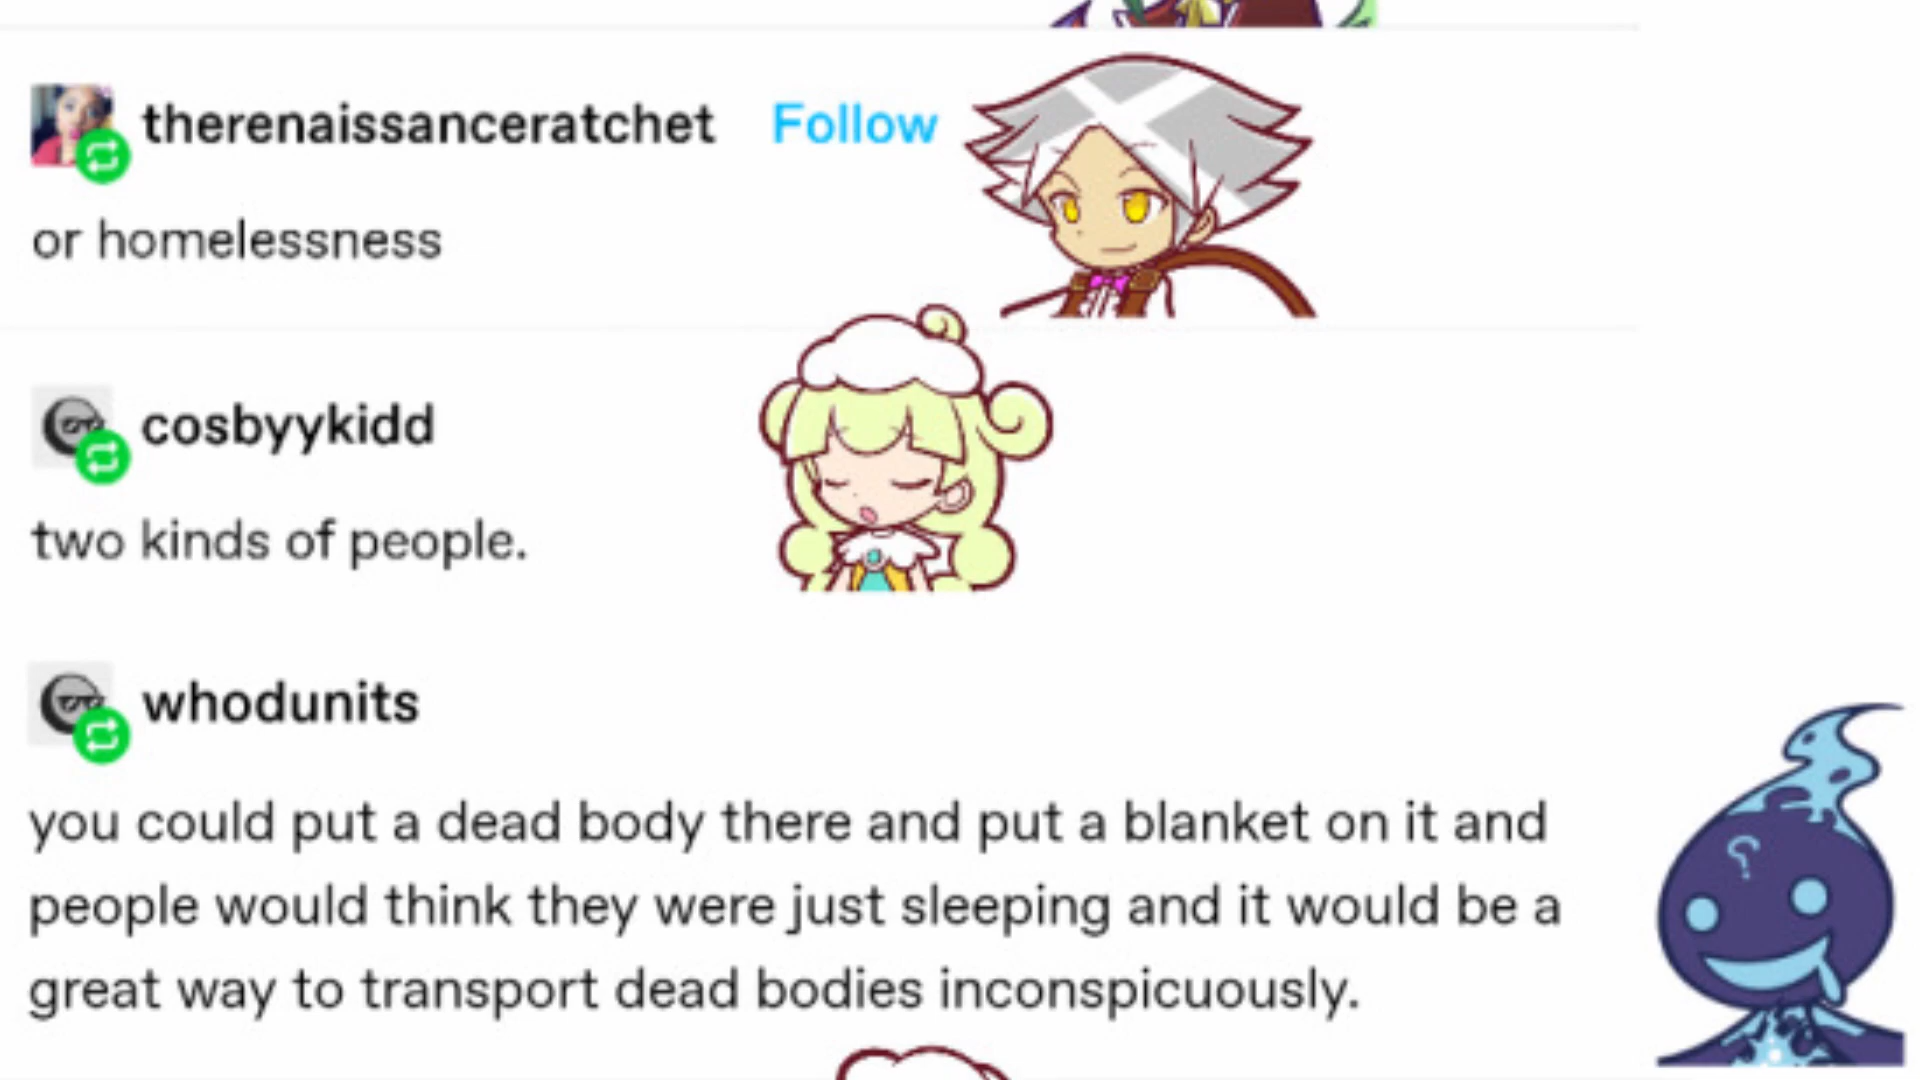 therenaissanceratchet Follow
or homelessness
cosbyykidd
two kinds of people.
whodunits
you could put a dead body there and put a blanket on it and
people would think they were just sleeping and it would be a
great way to transport dead bodies inconspicuously.